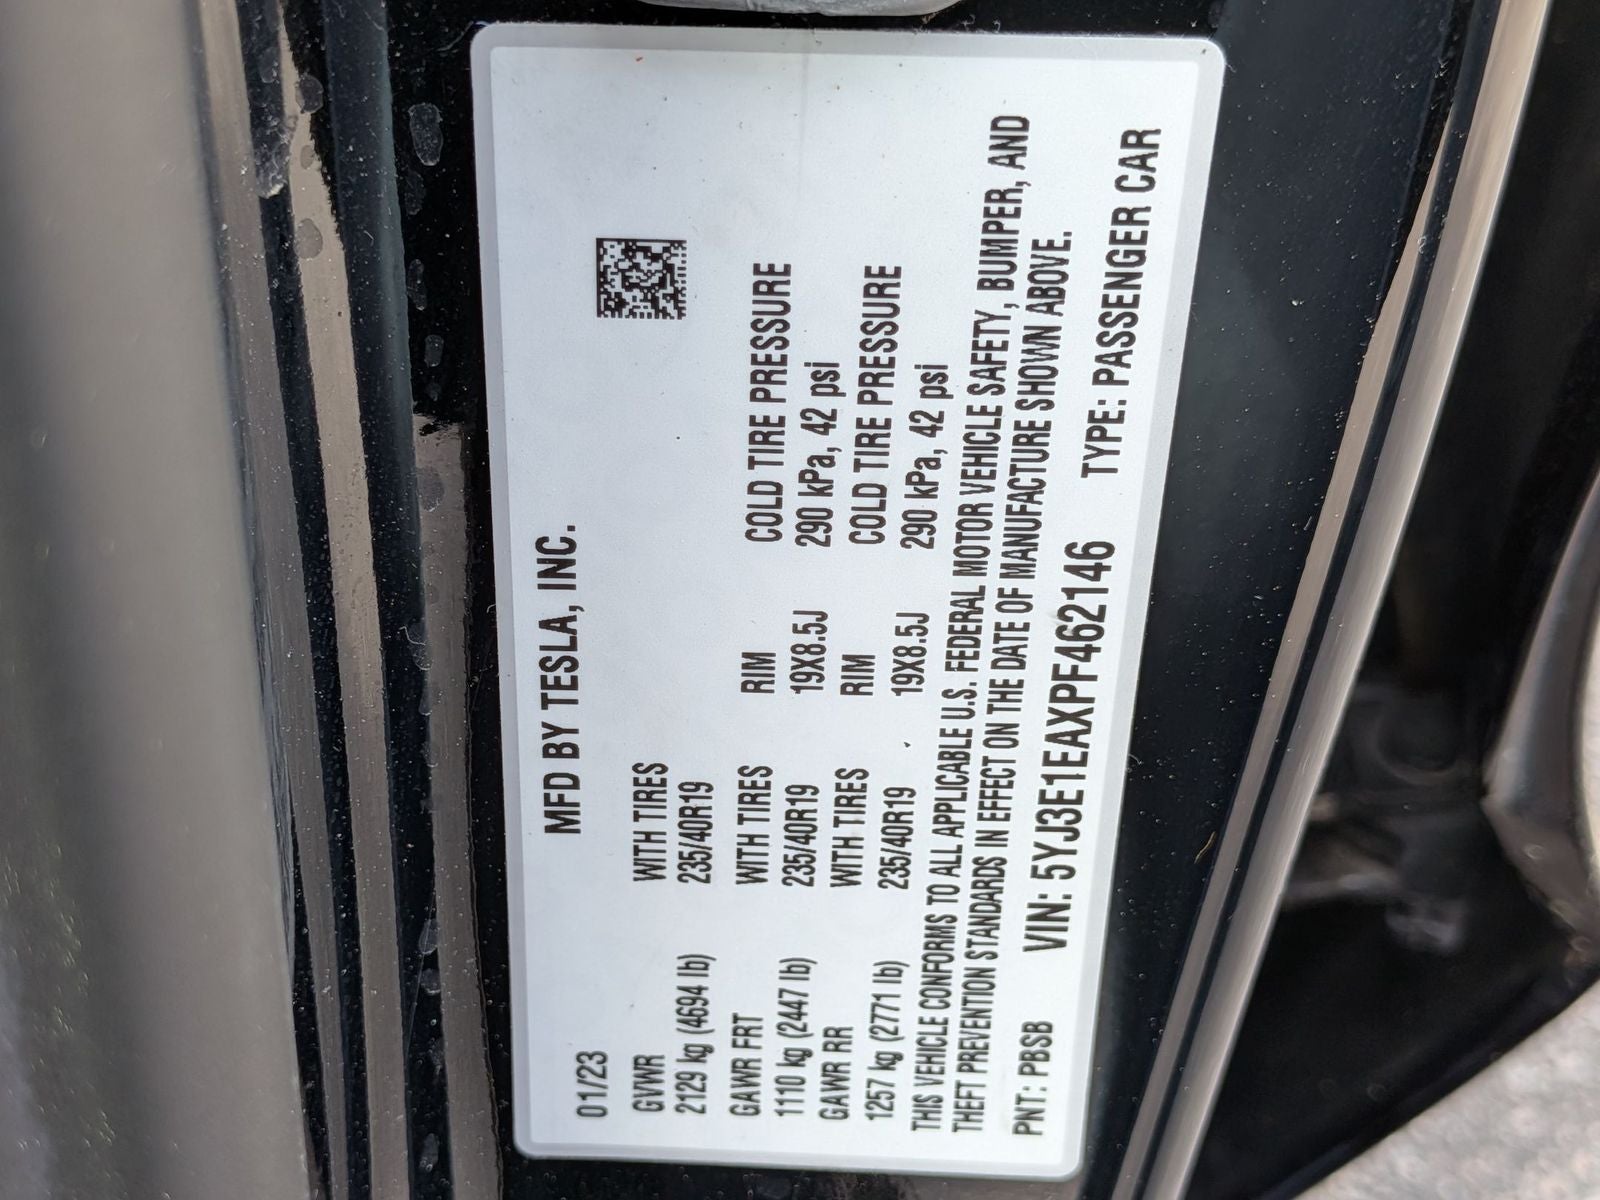 MFD BY TESLA, INC.
01/23
GVWR WITH TIRES
2129 kg (4694 lb) 235/40R19
GAWR FRT WITH TIRES RIM COLD TIRE PRESSURE
1110 kg (2447 lb) 235/40R19 19X8.5J 290 kPa, 42 psi
GAWR RR WITH TIRES RIM COLD TIRE PRESSURE
1257 kg (2771 lb) 235/40R19 19X8.5J 290 kPa, 42 psi
THIS VEHICLE CONFORMS TO ALL APPLICABLE U.S. FEDERAL MOTOR VEHICLE SAFETY, BUMPER, AND
THEFT PREVENTION STANDARDS IN EFFECT ON THE DATE OF MANUFACTURE SHOWN ABOVE.
PNT: PBSB VIN: 5YJ3E1EAXPF462146 TYPE: PASSENGER CAR